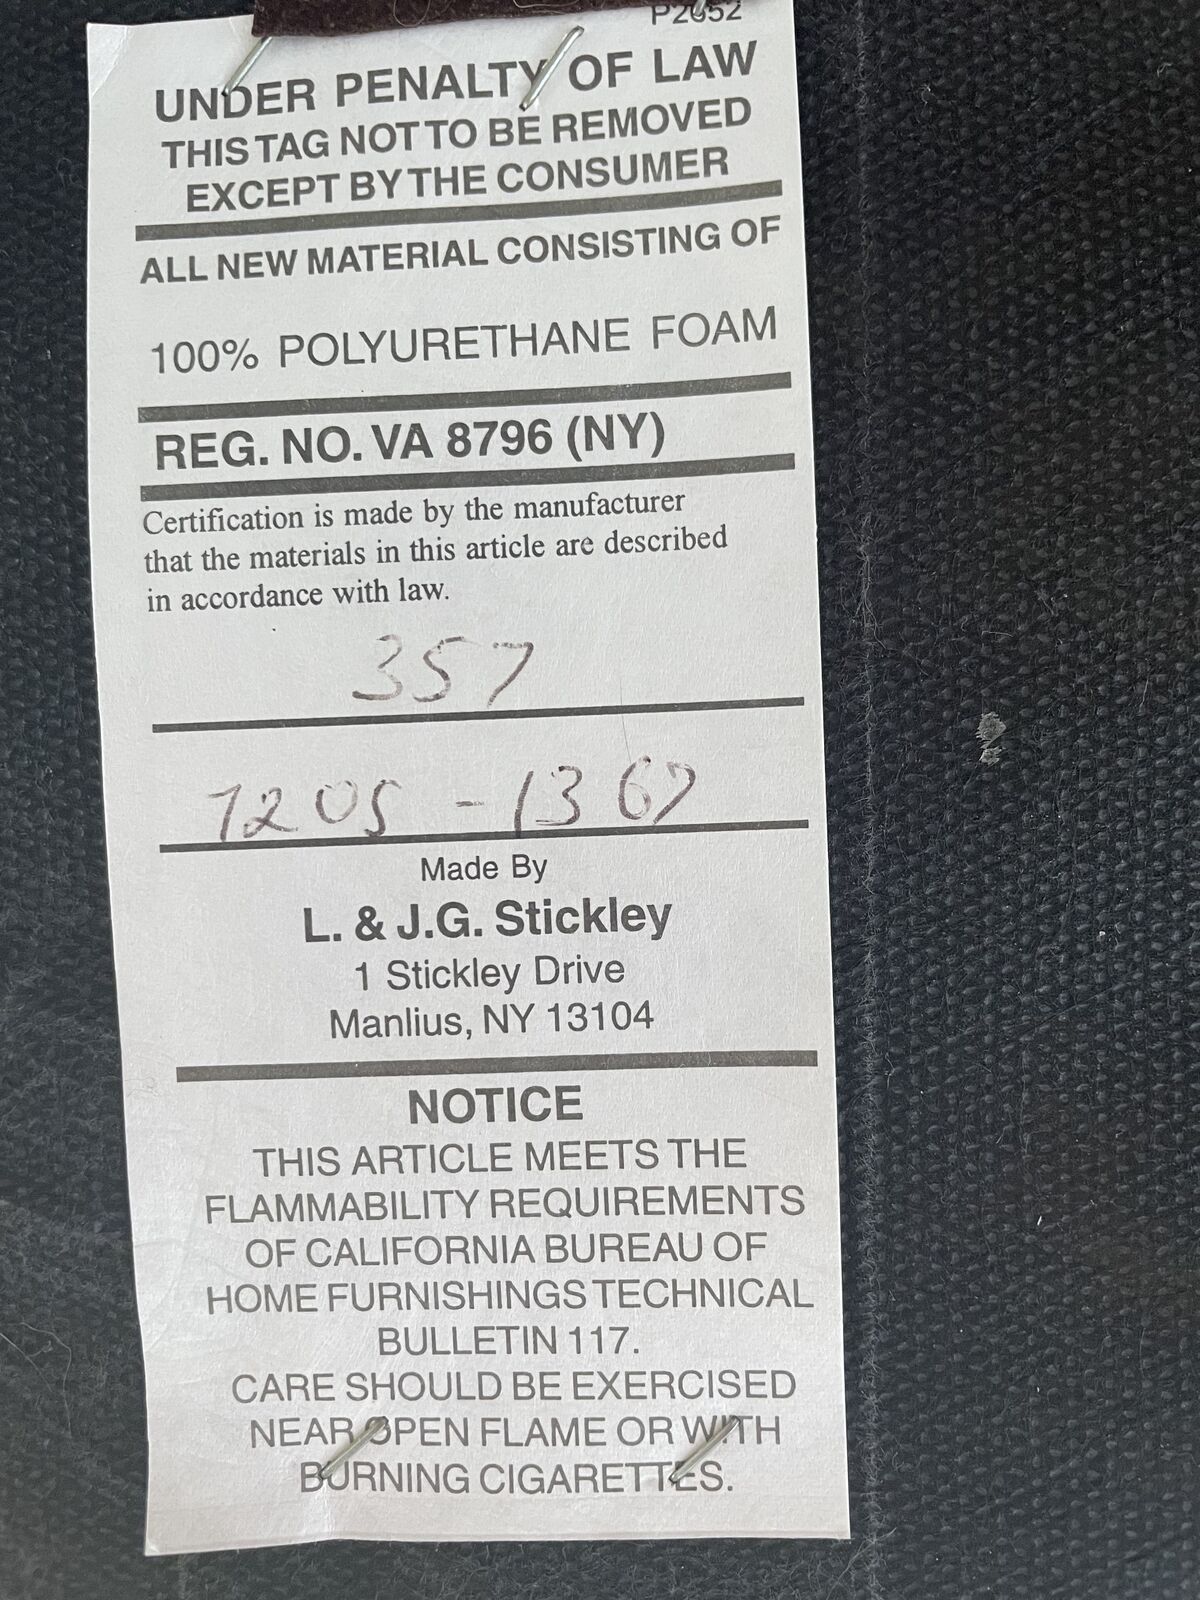 P2052
UNDER PENALTY OF LAW
THIS TAG NOT TO BE REMOVED
EXCEPT BY THE CONSUMER
ALL NEW MATERIAL CONSISTING OF
100% POLYURETHANE FOAM
REG. NO. VA 8796 (NY)
Certification is made by the manufacturer
that the materials in this article are described
in accordance with law.
357
7205 - 1367
Made By
L. & J.G. Stickley
1 Stickley Drive
Manlius, NY 13104
NOTICE
THIS ARTICLE MEETS THE
FLAMMABILITY REQUIREMENTS
OF CALIFORNIA BUREAU OF
HOME FURNISHINGS TECHNICAL
BULLETIN 117.
CARE SHOULD BE EXERCISED
NEAR OPEN FLAME OR WITH
BURNING CIGARETTES.